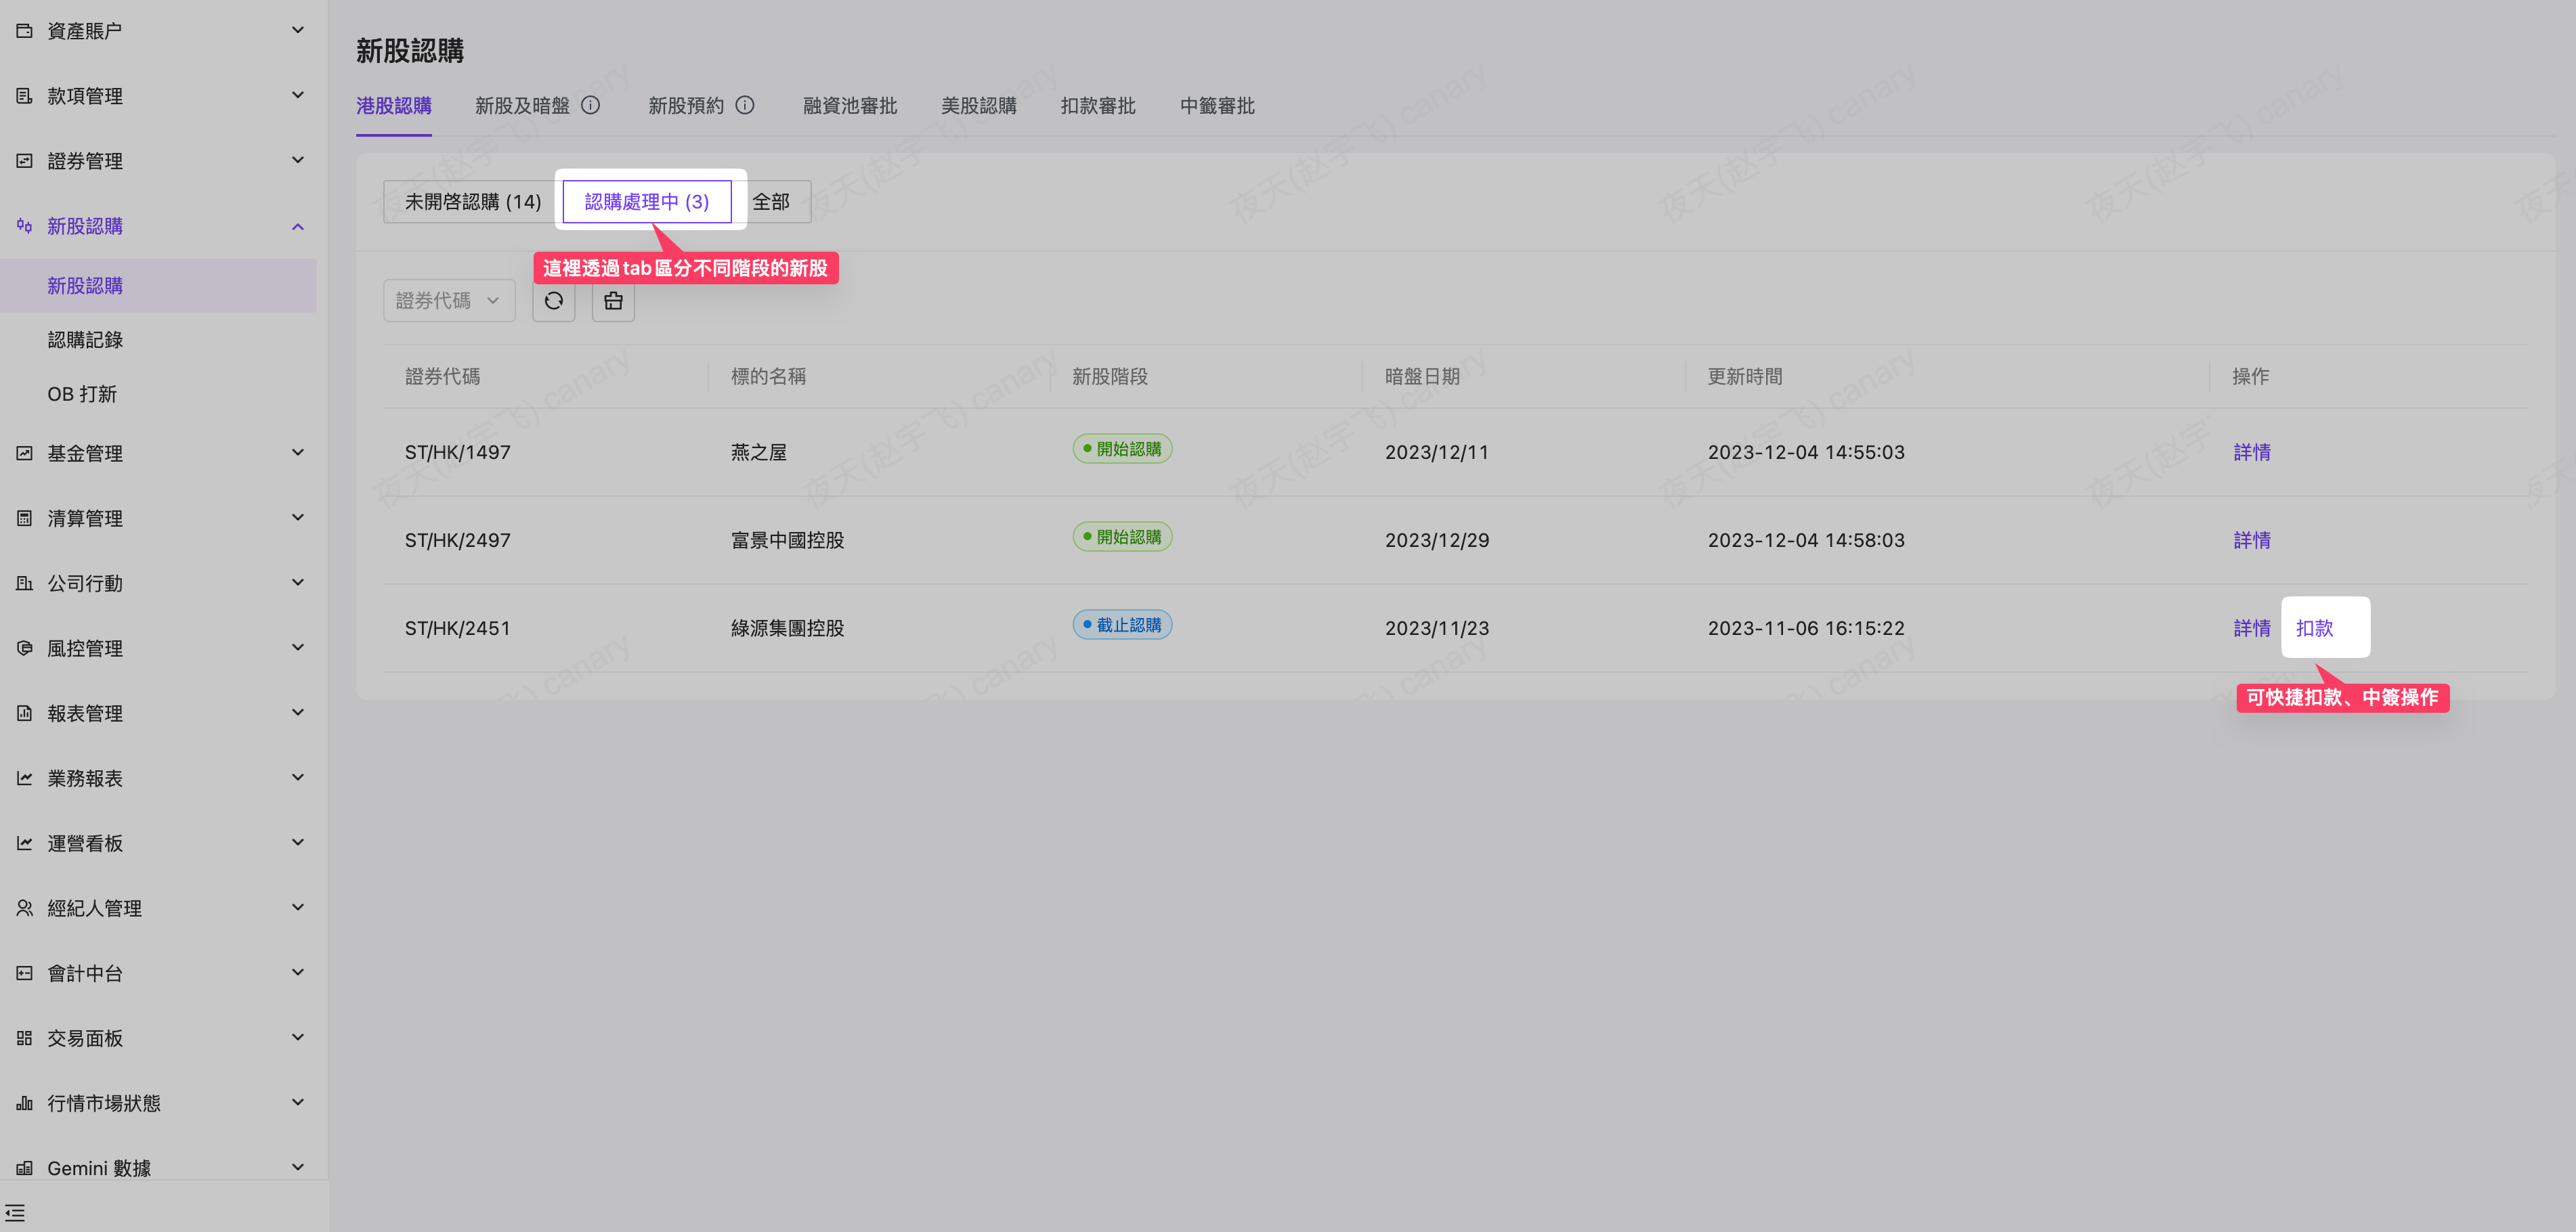 資產賬户
款項管理
證券管理
新股認購
新股認購
認購記錄
OB 打新
基金管理
清算管理
公司行動
風控管理
報表管理
業務報表
運營看板
經紀人管理
會計中台
交易面板
行情市場狀態
Gemini 數據
新股認購
港股認購 新股及暗盤 新股預約 融資池審批 美股認購 扣款審批 中籤審批
未開啓認購 (14) 認購處理中 (3) 全部
這裡透過tab區分不同階段的新股
證券代碼
證券代碼 標的名稱 新股階段 暗盤日期 更新時間 操作
ST/HK/1497 燕之屋 開始認購 2023/12/11 2023-12-04 14:55:03 詳情
ST/HK/2497 富景中國控股 開始認購 2023/12/29 2023-12-04 14:58:03 詳情
ST/HK/2451 綠源集團控股 截止認購 2023/11/23 2023-11-06 16:15:22 詳情 扣款
可快捷扣款、中簽操作
夜天(赵宇飞) canary